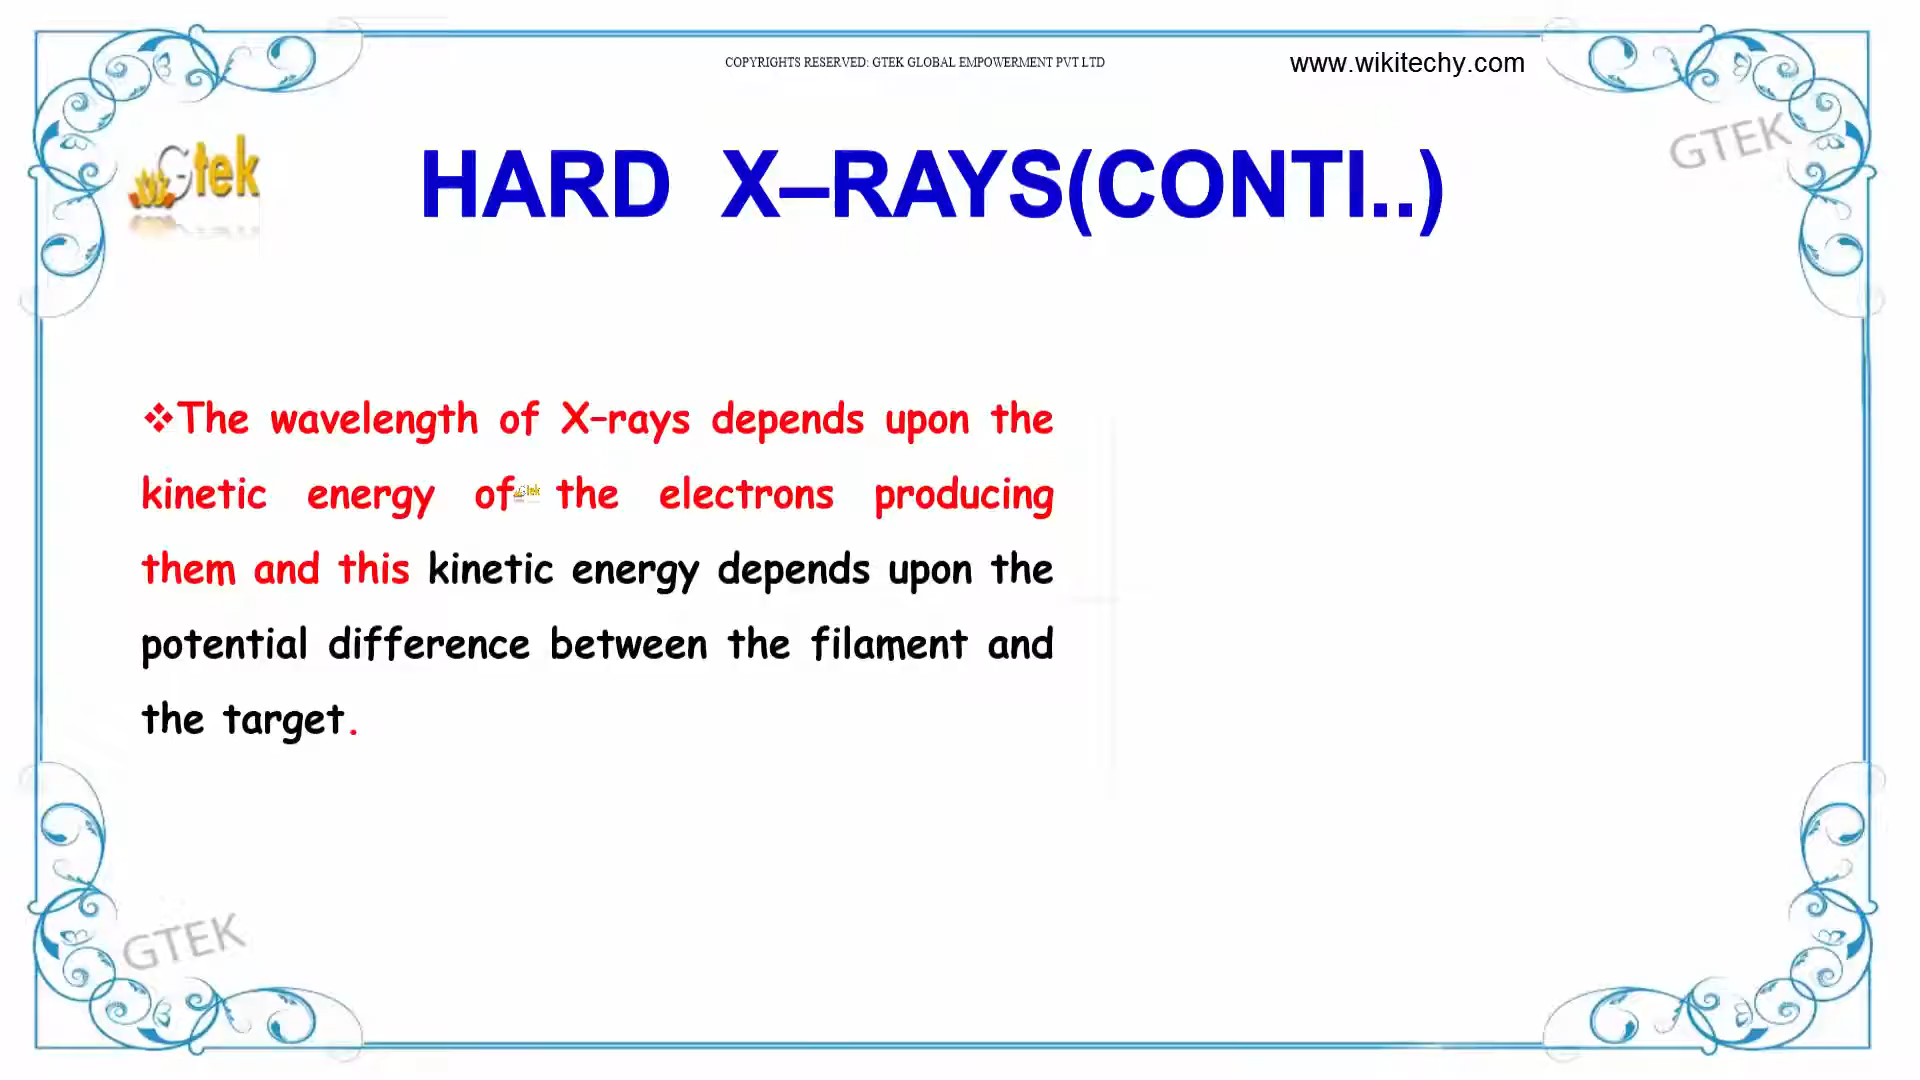 COPYRIGHTS RESERVED: GTEK GLOBAL EMPOWERMENT PVT LTD
www.wikitechy.com
GTEK
Gtek
HARD X–RAYS(CONTI..)
❖The wavelength of X–rays depends upon the
kinetic energy of the electrons producing
them and this kinetic energy depends upon the
potential difference between the filament and
the target.
GTEK